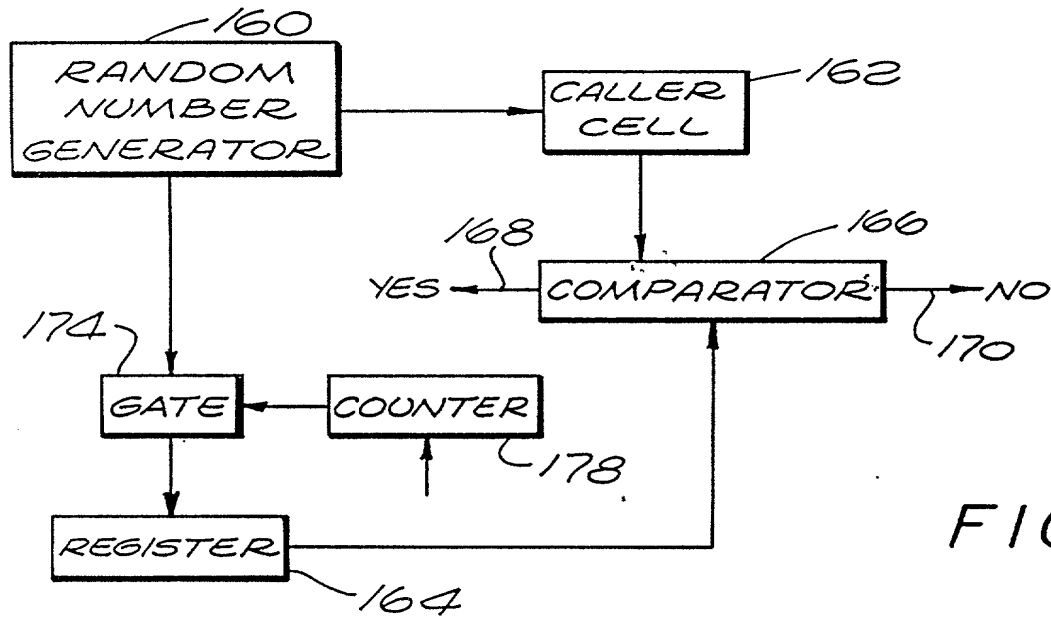 160
RANDOM
NUMBER
GENERATOR
162
CALLER
CELL
168
166
YES
COMPARATOR
NO
170
174
GATE
COUNTER
178
REGISTER
164
FIG